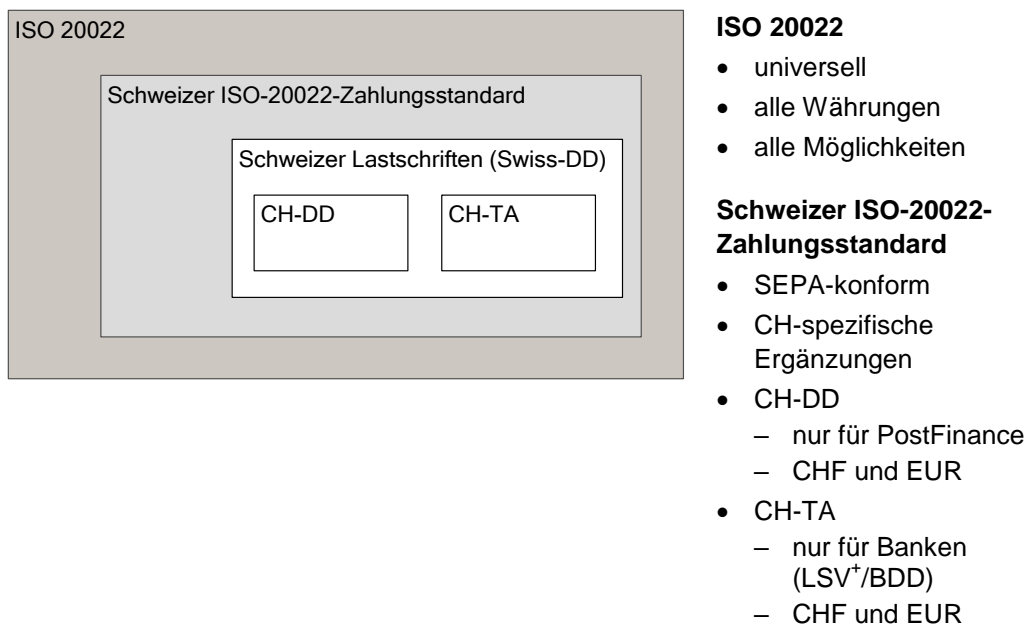 ISO 20022
Schweizer ISO-20022-Zahlungsstandard
Schweizer Lastschriften (Swiss-DD)
CH-DD
CH-TA
ISO 20022
• universell
• alle Währungen
• alle Möglichkeiten
Schweizer ISO-20022-
Zahlungsstandard
• SEPA-konform
• CH-spezifische
Ergänzungen
• CH-DD
– nur für PostFinance
– CHF und EUR
• CH-TA
– nur für Banken
(LSV+/BDD)
– CHF und EUR